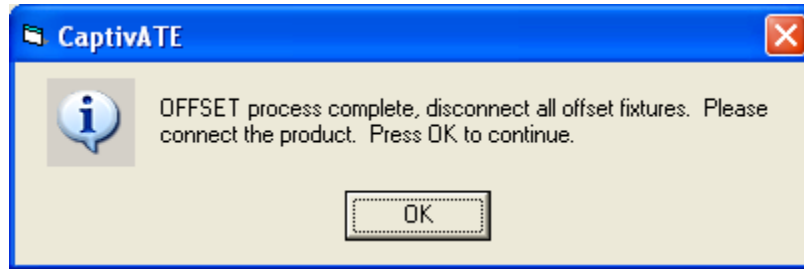 CaptivATE
OFFSET process complete, disconnect all offset fixtures.  Please
connect the product.  Press OK to continue.
OK